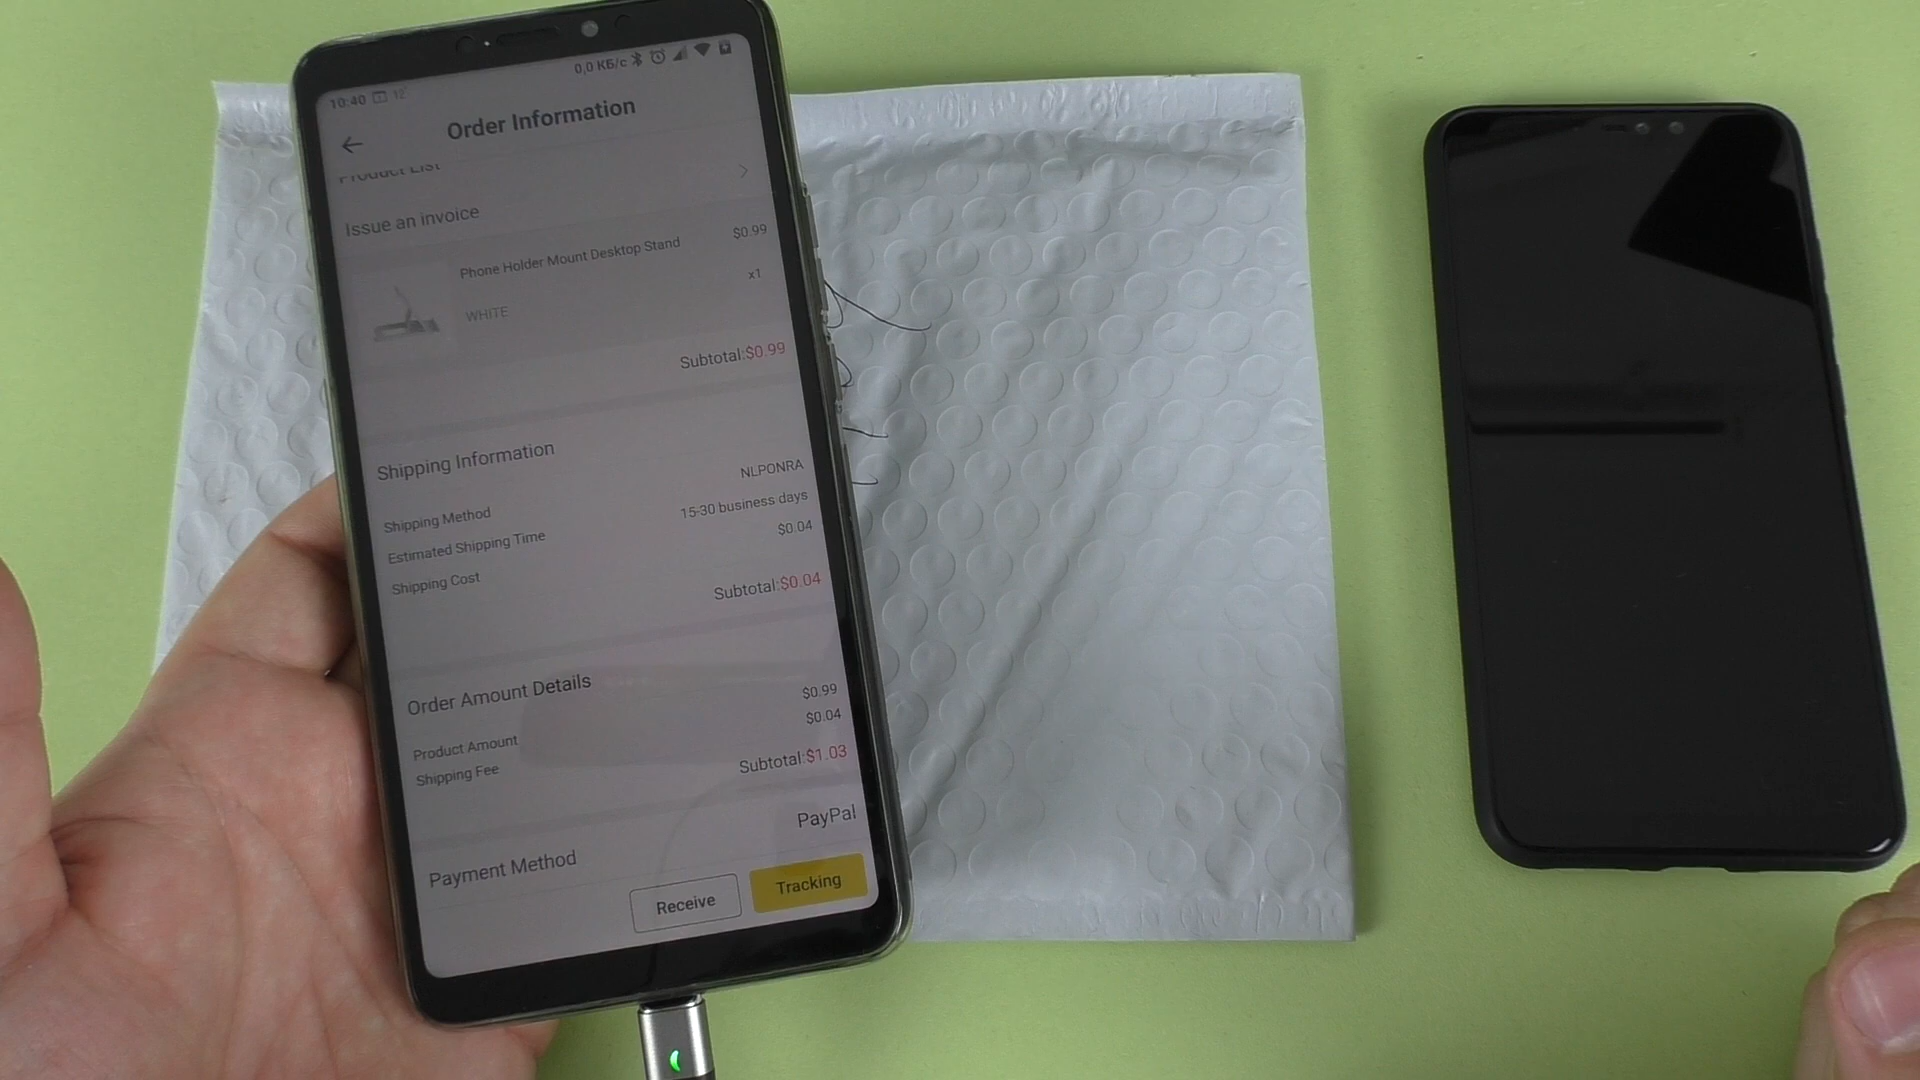 10:40 12
0,0 КБ/с
Order Information
Product List
Issue an invoice
Phone Holder Mount Desktop Stand $0.99
x1
WHITE
Subtotal:$0.99
Shipping Information
Shipping Method NLPONRA
Estimated Shipping Time 15-30 business days
Shipping Cost $0.04
Subtotal:$0.04
Order Amount Details
Product Amount $0.99
Shipping Fee $0.04
Subtotal:$1.03
Payment Method PayPal
Receive Tracking